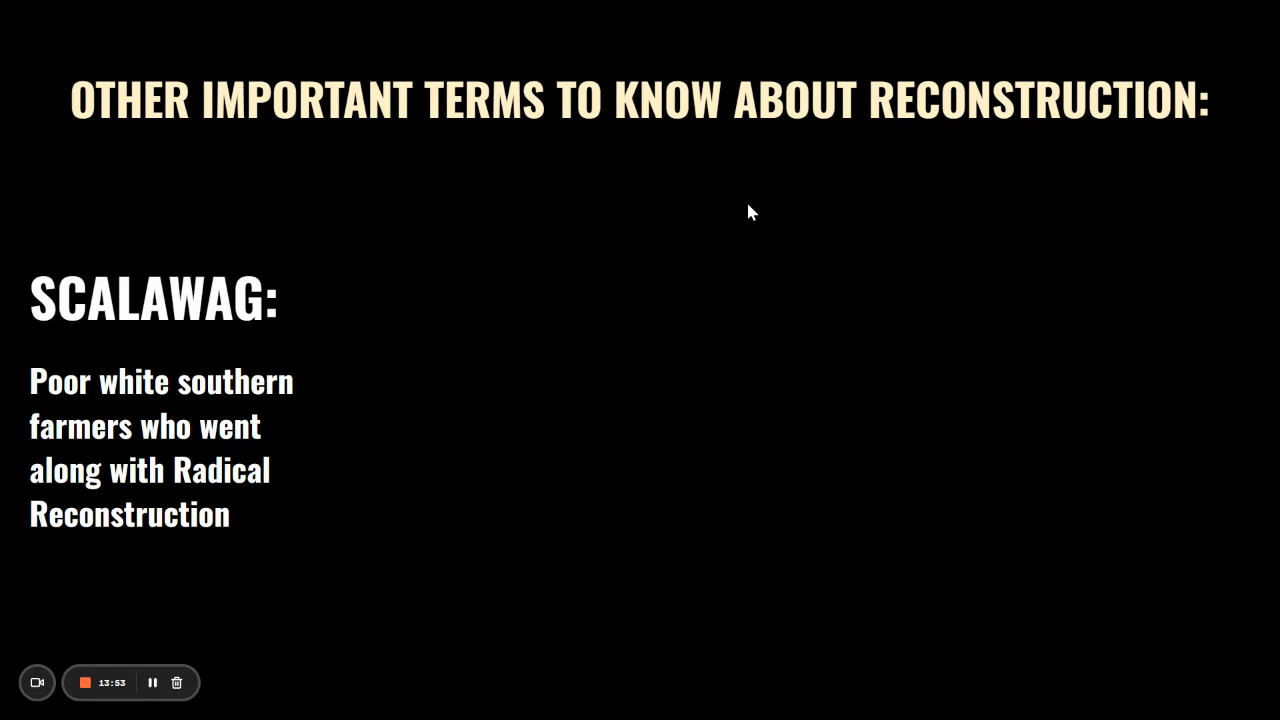 OTHER IMPORTANT TERMS TO KNOW ABOUT RECONSTRUCTION:
SCALAWAG:
Poor white southern
farmers who went
along with Radical
Reconstruction
13:53